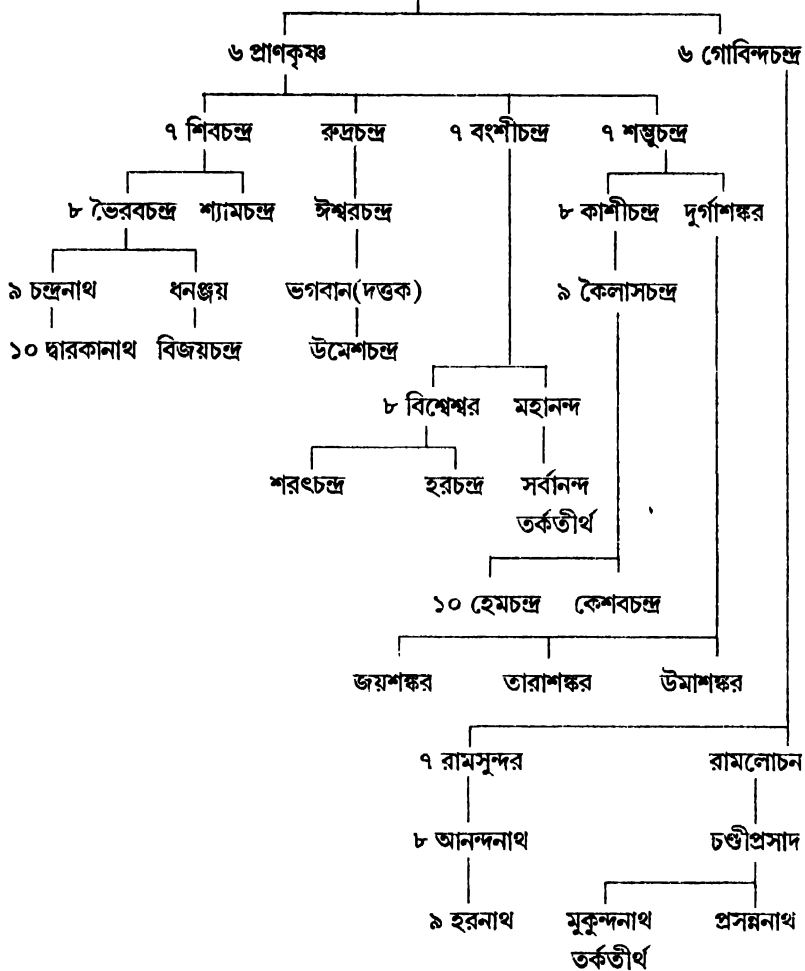 ৬ প্রাণকৃষ্ণ ৬ গোবিন্দচন্দ্র
৭ শিবচন্দ্র রুদ্রচন্দ্র ৭ বংশীচন্দ্র ৭ শম্ভুচন্দ্র
৮ ভৈরবচন্দ্র শ্যামচন্দ্র ঈশ্বরচন্দ্র ৮ কাশীচন্দ্র দুর্গাশঙ্কর
৯ চন্দ্রনাথ ধনঞ্জয় ভগবান(দত্তক) ৯ কৈলাসচন্দ্র
১০ দ্বারকানাথ বিজয়চন্দ্র উমেশচন্দ্র
৮ বিশ্বেশ্বর মহানন্দ
শরৎচন্দ্র হরচন্দ্র সর্বানন্দ
তর্কতীর্থ
১০ হেমচন্দ্র কেশবচন্দ্র
জয়শঙ্কর তারাশঙ্কর উমাশঙ্কর
৭ রামসুন্দর রামলোচন
৮ আনন্দনাথ চণ্ডীপ্রসাদ
৯ হরনাথ মুকুন্দনাথ প্রসন্ননাথ
তর্কতীর্থ